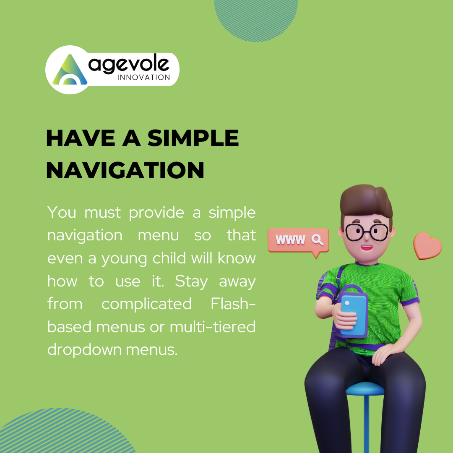 agevole
INNOVATION
HAVE A SIMPLE
NAVIGATION
You must provide a simple
navigation menu so that
even a young child will know
how to use it. Stay away
from complicated Flash-
based menus or multi-tiered
dropdown menus.
WWW